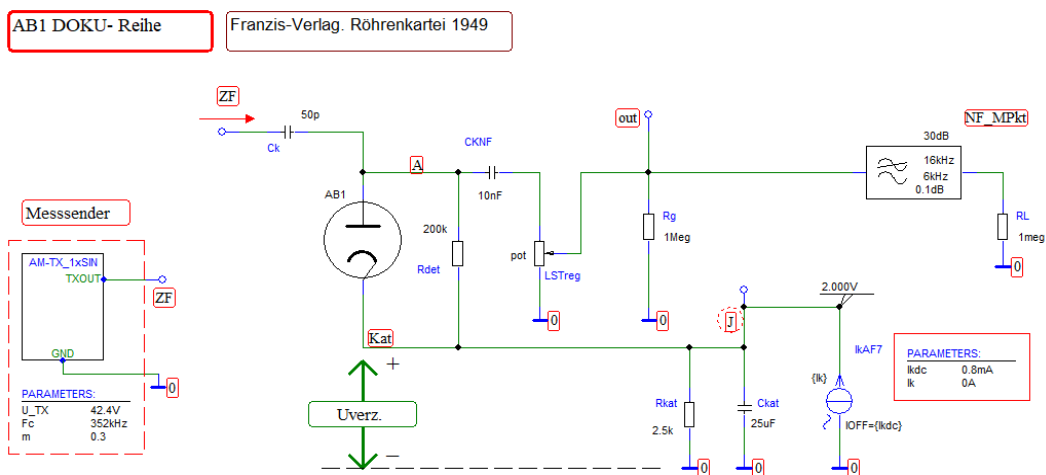 AB1 DOKU- Reihe
Franzis-Verlag. Röhrenkartei 1949
ZF
50p
Ck
A
CKNF
10nF
out
NF_MPkt
30dB
16kHz
6kHz
0.1dB
AB1
200k
Rdet
pot
LSTreg
Rg
1Meg
RL
1meg
0
0
0
Messsender
AM-TX_1xSIN
TXOUT
ZF
GND
0
PARAMETERS:
U_TX 42.4V
Fc 352kHz
m 0.3
Kat
+
Uverz.
−
J
2.000V
IkAF7
{Ik}
IOFF={Ikdc}
Rkat
2.5k
Ckat
25uF
0
0
0
PARAMETERS:
Ikdc 0.8mA
Ik 0A